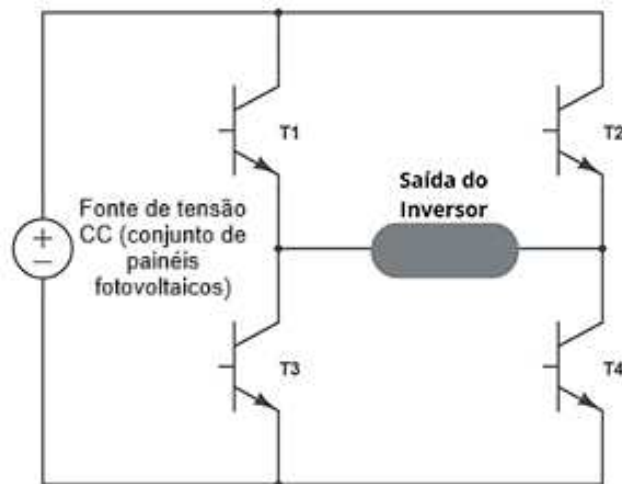 T1
T2
Saída do
Inversor
Fonte de tensão
CC (conjunto de
painéis
fotovoltaicos)
T3
T4